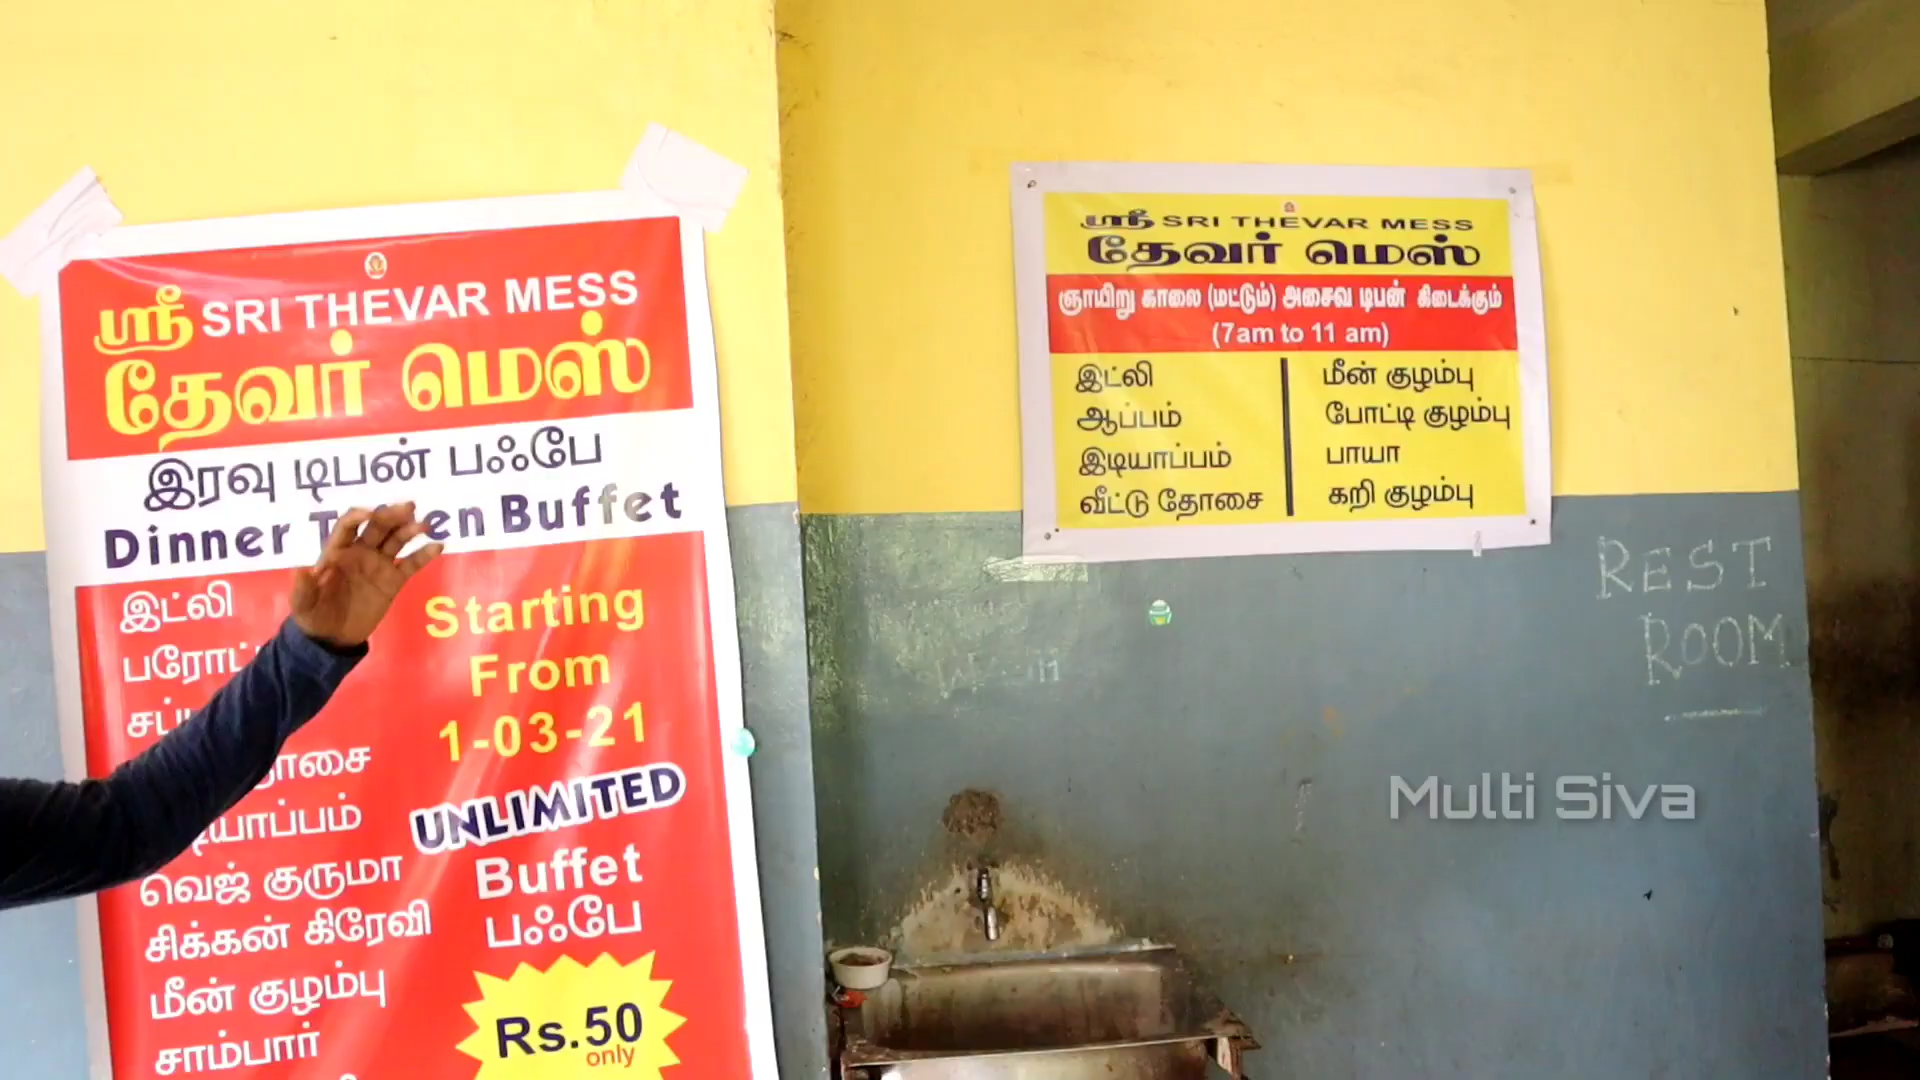 ஸ்ரீ SRI THEVAR MESS
தேவர் மெஸ்
இரவு டிபன் பஃபே
Dinner Buffet
இட்லி
வெஜ் குருமா
சிக்கன் கிரேவி
மீன் குழம்பு
சாம்பார்
Starting
From
1-03-21
UNLIMITED
Buffet
பஃபே
Rs.50
only
ஸ்ரீ SRI THEVAR MESS
தேவர் மெஸ்
ஞாயிறு காலை (மட்டும்) அசைவ டிபன் கிடைக்கும்
(7am to 11 am)
இட்லி
ஆப்பம்
இடியாப்பம்
வீட்டு தோசை
மீன் குழம்பு
போட்டி குழம்பு
பாயா
கறி குழம்பு
REST
ROOM
Multi Siva